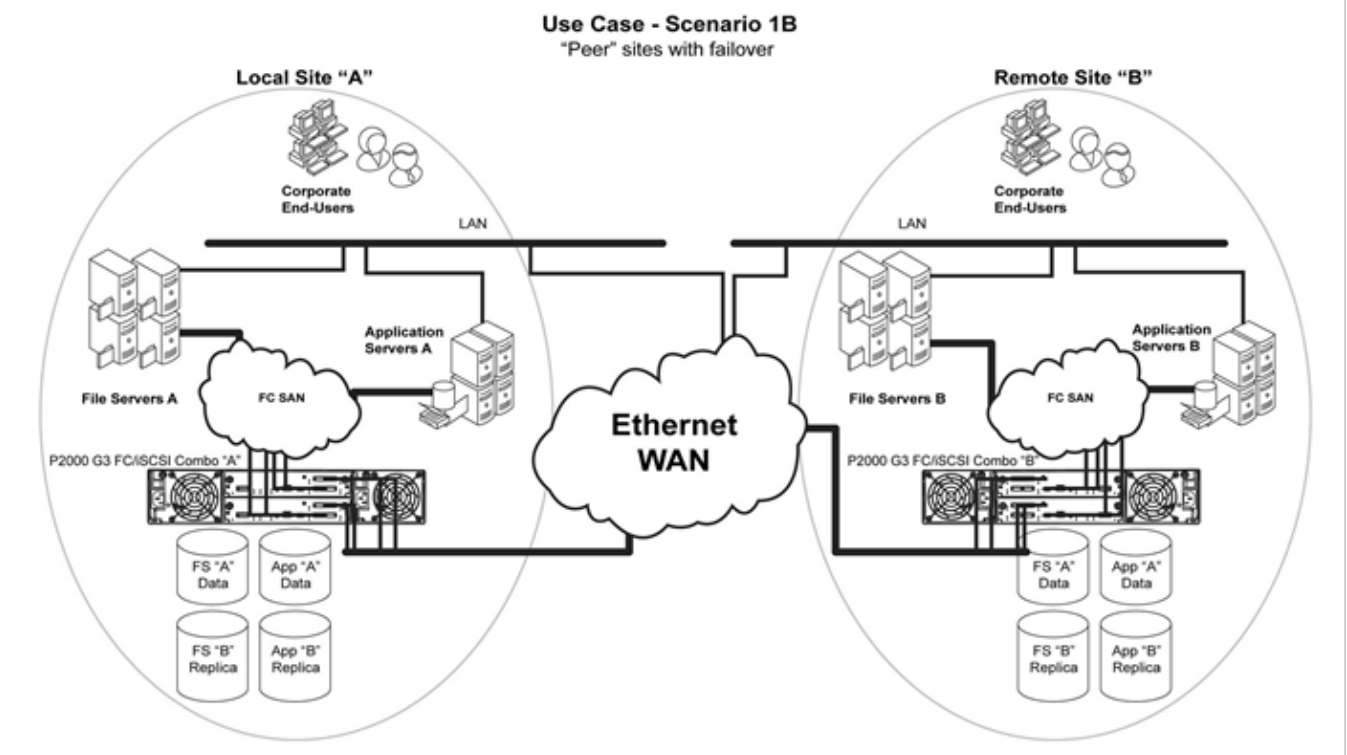 Use Case - Scenario 1B
"Peer" sites with failover
Local Site "A"
Remote Site "B"
Corporate
End-Users
Corporate
End-Users
LAN
LAN
Application
Servers A
Application
Servers B
File Servers A
FC SAN
Ethernet
WAN
File Servers B
FC SAN
P2000 G3 FC/iSCSI Combo "A"
P2000 G3 FC/iSCSI Combo "B"
FS "A"
Data
App "A"
Data
FS "A"
Data
App "A"
Data
FS "B"
Replica
App "B"
Replica
FS "B"
Replica
App "B"
Replica